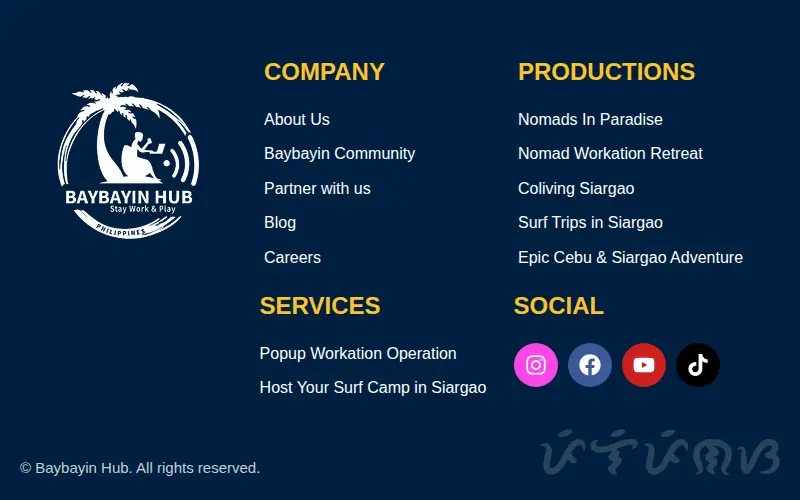 BAYBAYIN HUB
Stay Work & Play
PHILIPPINES
COMPANY
About Us
Baybayin Community
Partner with us
Blog
Careers
PRODUCTIONS
Nomads In Paradise
Nomad Workation Retreat
Coliving Siargao
Surf Trips in Siargao
Epic Cebu & Siargao Adventure
SERVICES
Popup Workation Operation
Host Your Surf Camp in Siargao
SOCIAL
© Baybayin Hub. All rights reserved.